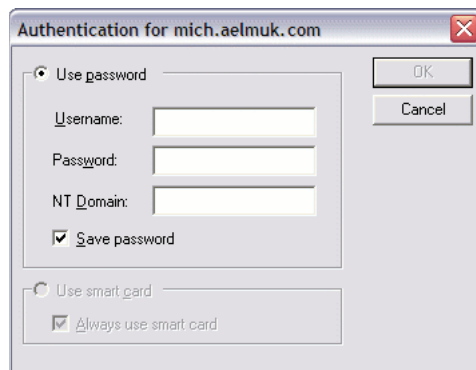 Authentication for mich.aelmuk.com
Use password
OK
Username:
Cancel
Password:
NT Domain:
Save password
Use smart card
Always use smart card